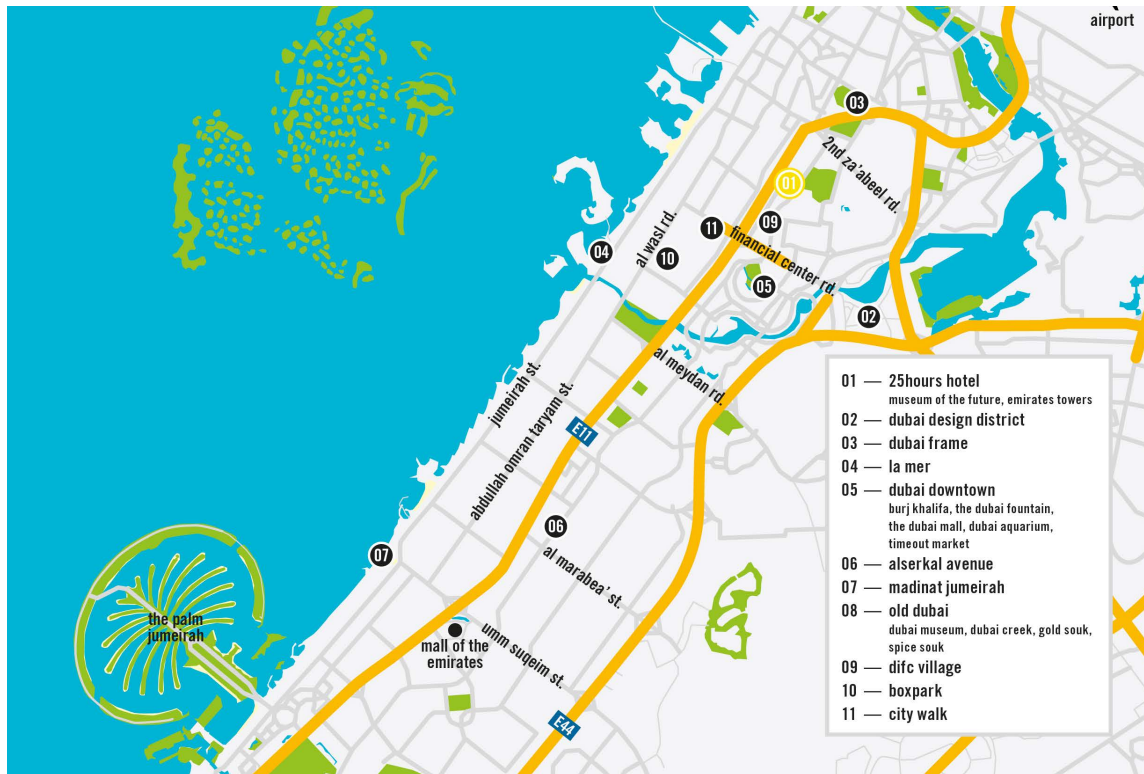 airport
03
2nd za'abeel rd.
01
al wasl rd.
11
09
financial center rd.
04
10
05
02
al meydan rd.
jumeirah st.
abdullah omran taryam st.
E11
06
al marabea' st.
07
the palm
jumeirah
mall of the
emirates
umm suqeim st.
E44
01 — 25hours hotel
museum of the future, emirates towers
02 — dubai design district
03 — dubai frame
04 — la mer
05 — dubai downtown
burj khalifa, the dubai fountain,
the dubai mall, dubai aquarium,
timeout market
06 — alserkal avenue
07 — madinat jumeirah
08 — old dubai
dubai museum, dubai creek, gold souk,
spice souk
09 — difc village
10 — boxpark
11 — city walk